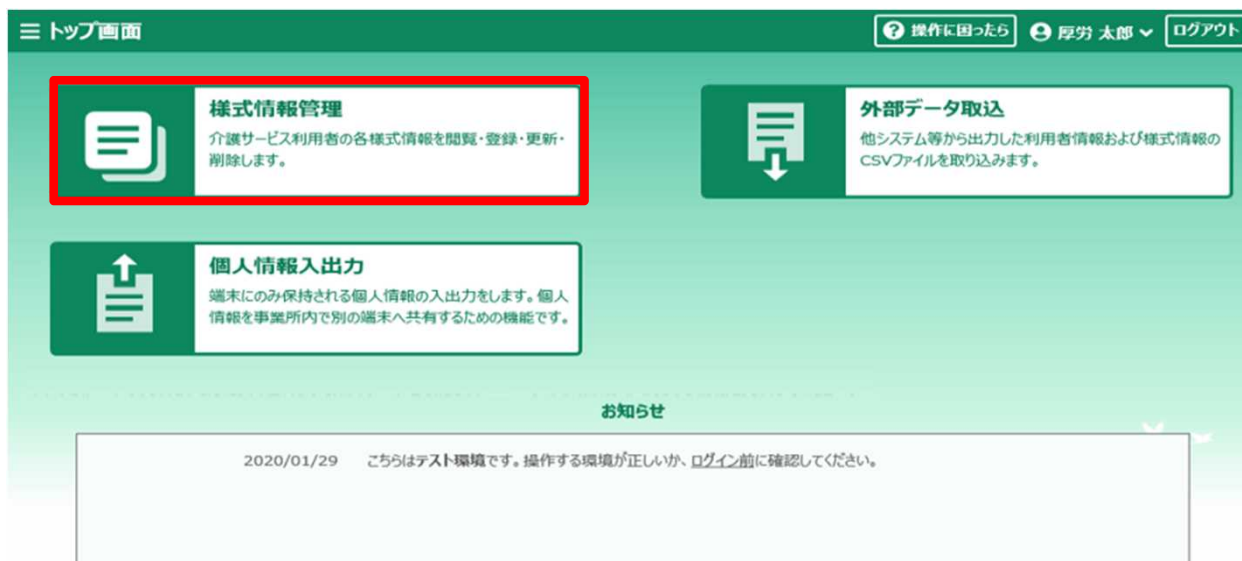 トップ画面
操作に困ったら
厚労 太郎
ログアウト
様式情報管理
介護サービス利用者の各様式情報を閲覧・登録・更新・
削除します。
外部データ取込
他システム等から出力した利用者情報および様式情報の
CSVファイルを取り込みます。
個人情報入出力
端末にのみ保持される個人情報の入出力をします。個人
情報を事業所内で別の端末へ共有するための機能です。
お知らせ
2020/01/29 こちらはテスト環境です。操作する環境が正しいか、ログイン前に確認してください。